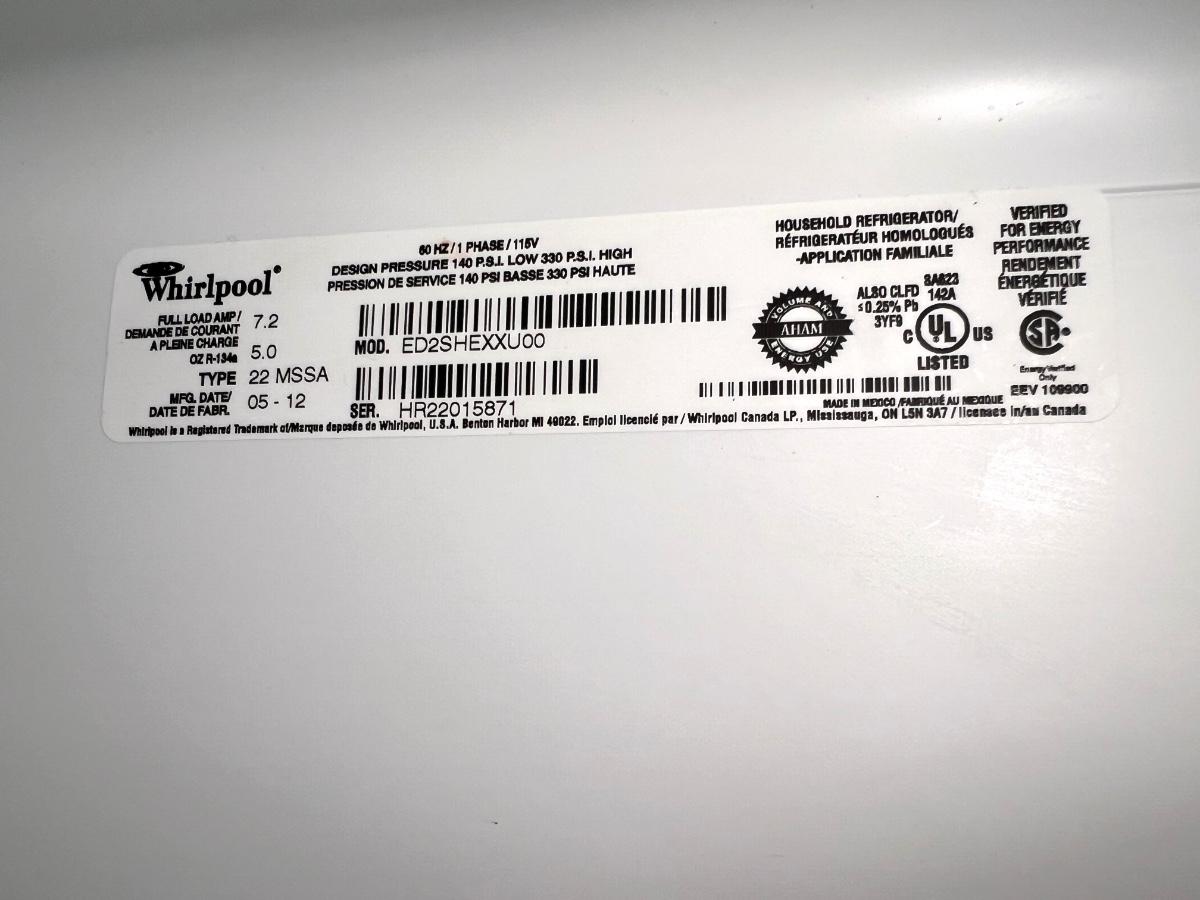 Whirlpool®
60 HZ / 1 PHASE / 115V
DESIGN PRESSURE 140 P.S.I. LOW 330 P.S.I. HIGH
PRESSION DE SERVICE 140 PSI BASSE 330 PSI HAUTE
FULL LOAD AMP/
DEMANDE DE COURANT
A PLEINE CHARGE
7.2
OZ R-134a 5.0
TYPE 22 MSSA
MFG. DATE/
DATE DE FABR.
05 - 12
MOD. ED2SHEXXU00
SER. HR22015871
HOUSEHOLD REFRIGERATOR/
RÉFRIGERATÉUR HOMOLOGUÉS
-APPLICATION FAMILIALE
VOLUME AND
AHAM
ENERGY USE
ALSO CLFD
≤0.25% Pb
3YF9
8A623
142A
C UL US
LISTED
VERIFIED
FOR ENERGY
PERFORMANCE
RENDEMENT
ÉNERGÉTIQUE
VÉRIFIÉ
Energy Verified
Only
EEV 109900
MADE IN MEXICO / FABRIQUÉ AU MEXIQUE
Whirlpool is a Registered Trademark of/Marque deposée de Whirlpool, U.S.A. Benton Harbor MI 49022. Emploi licencié par / Whirlpool Canada LP., Mississauga, ON L5N 3A7 / licensee in/au Canada